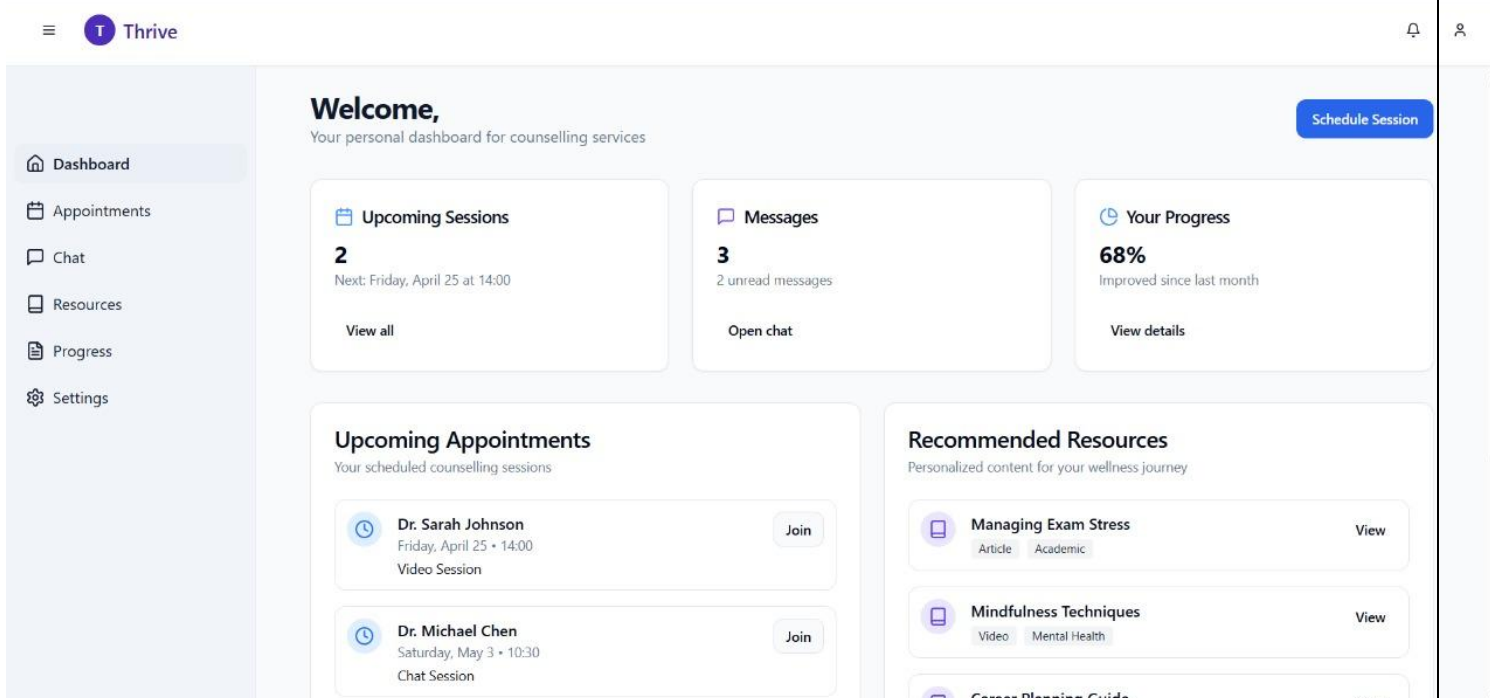 T Thrive
Welcome,
Your personal dashboard for counselling services
Schedule Session
Dashboard
Appointments
Chat
Resources
Progress
Settings
Upcoming Sessions
2
Next: Friday, April 25 at 14:00
View all
Messages
3
2 unread messages
Open chat
Your Progress
68%
Improved since last month
View details
Upcoming Appointments
Your scheduled counselling sessions
Dr. Sarah Johnson
Friday, April 25 • 14:00
Video Session
Join
Dr. Michael Chen
Saturday, May 3 • 10:30
Chat Session
Join
Recommended Resources
Personalized content for your wellness journey
Managing Exam Stress
Article Academic
View
Mindfulness Techniques
Video Mental Health
View
Career Planning Guide